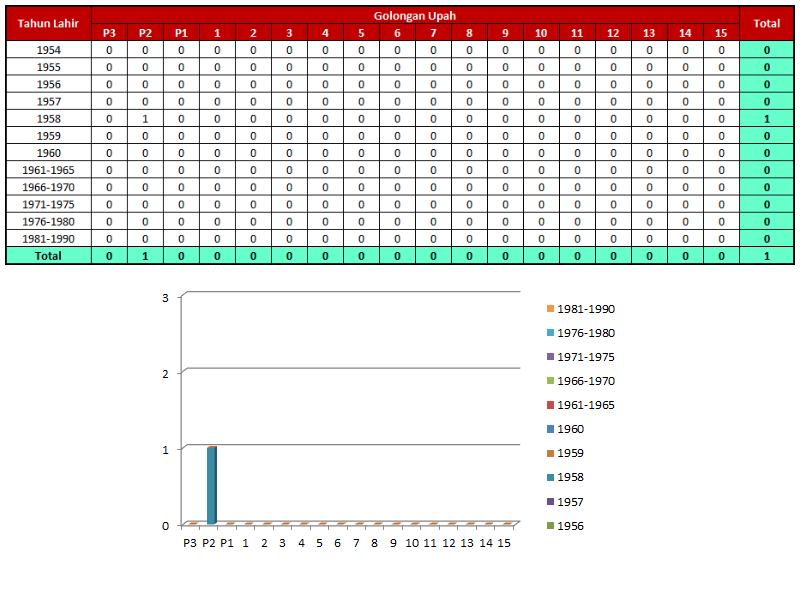 Tahun Lahir Golongan Upah Total
P3 P2 P1 1 2 3 4 5 6 7 8 9 10 11 12 13 14 15
1954 0 0 0 0 0 0 0 0 0 0 0 0 0 0 0 0 0 0 0
1955 0 0 0 0 0 0 0 0 0 0 0 0 0 0 0 0 0 0 0
1956 0 0 0 0 0 0 0 0 0 0 0 0 0 0 0 0 0 0 0
1957 0 0 0 0 0 0 0 0 0 0 0 0 0 0 0 0 0 0 0
1958 0 1 0 0 0 0 0 0 0 0 0 0 0 0 0 0 0 0 1
1959 0 0 0 0 0 0 0 0 0 0 0 0 0 0 0 0 0 0 0
1960 0 0 0 0 0 0 0 0 0 0 0 0 0 0 0 0 0 0 0
1961-1965 0 0 0 0 0 0 0 0 0 0 0 0 0 0 0 0 0 0 0
1966-1970 0 0 0 0 0 0 0 0 0 0 0 0 0 0 0 0 0 0 0
1971-1975 0 0 0 0 0 0 0 0 0 0 0 0 0 0 0 0 0 0 0
1976-1980 0 0 0 0 0 0 0 0 0 0 0 0 0 0 0 0 0 0 0
1981-1990 0 0 0 0 0 0 0 0 0 0 0 0 0 0 0 0 0 0 0
Total 0 1 0 0 0 0 0 0 0 0 0 0 0 0 0 0 0 0 1
3
2
1
0
P3 P2 P1 1 2 3 4 5 6 7 8 9 10 11 12 13 14 15
1981-1990
1976-1980
1971-1975
1966-1970
1961-1965
1960
1959
1958
1957
1956